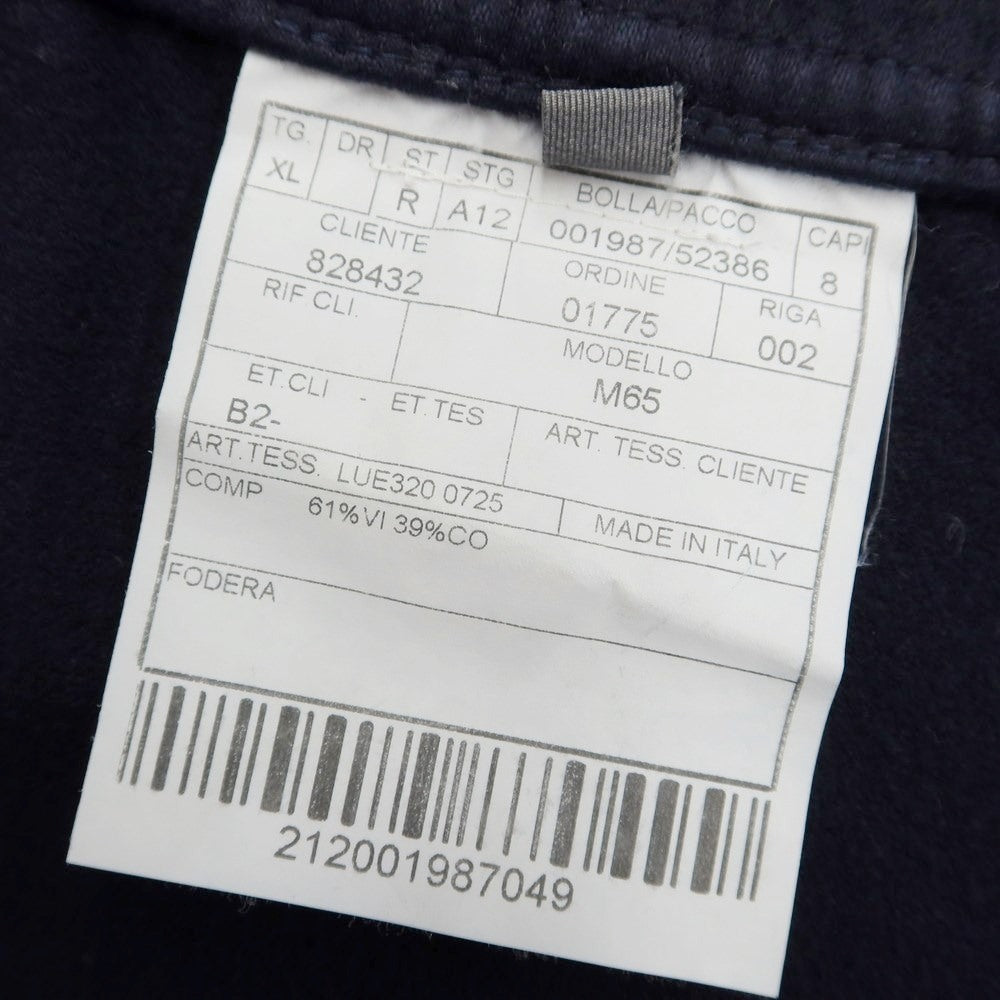 TG. DR ST STG BOLLA/PACCO CAPI
XL R A12 001987/52386 8
CLIENTE ORDINE RIGA
828432 01775 002
RIF CLI. MODELLO
M65
ET.CLI - ET.TES ART. TESS. CLIENTE
B2-
ART.TESS. LUE320 0725 MADE IN ITALY
COMP 61%VI 39%CO
FODERA
212001987049